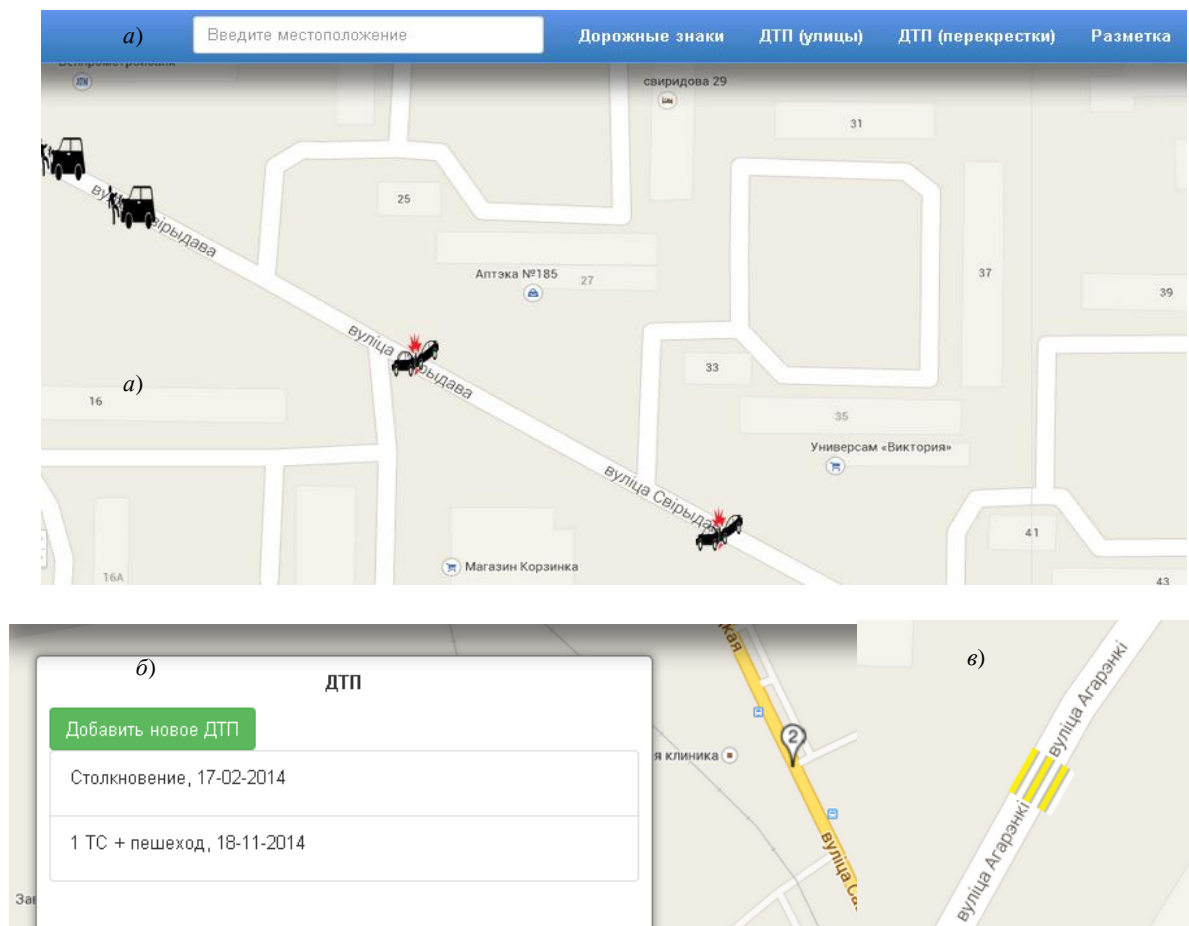 а)
Введите местоположение
Дорожные знаки
ДТП (улицы)
ДТП (перекрестки)
Разметка
свиридова 29
31
25
37
Аптэка №185
27
39
вуліца Свірыдава
33
а)
16
35
Универсам «Виктория»
вуліца Свірыдава
41
Магазин Корзинка
16А
43
б)
ДТП
Добавить новое ДТП
Столкновение, 17-02-2014
1 ТС + пешеход, 18-11-2014
2
я клиника
вуліца
в)
вуліца Агарэнкі
вуліца Агарэнкі